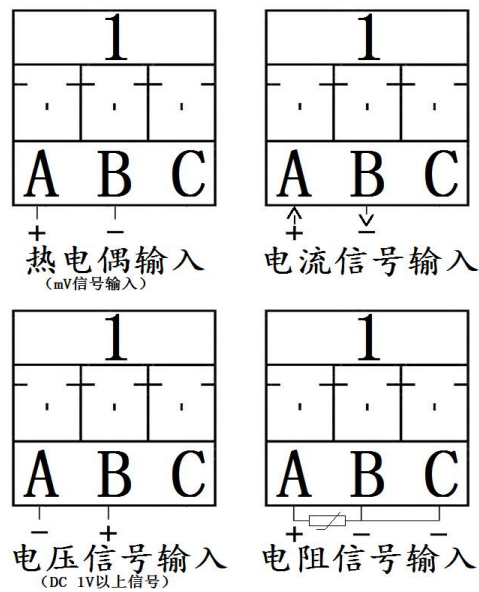 1
1
A B C
A B C
+ −
+ −
热电偶输入
电流信号输入
(mV信号输入)
1
1
A B C
A B C
− +
+ − −
电压信号输入
电阻信号输入
(DC 1V以上信号)